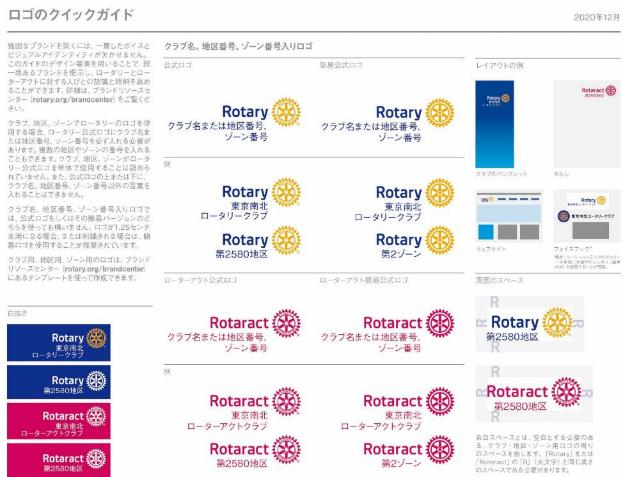 ロゴのクイックガイド
2020年12月
強固なブランドを築くには、一貫したボイスと
ビジュアルアイデンティティが欠かせません。
このガイドのデザイン要素を用いることで、統
一感あるブランドを提示し、ロータリーとロー
ターアクトに対する人びとの認識と理解を高め
ることができます。詳細は、ブランドリソースセ
ンター (rotary.org/brandcenter) をご覧くだ
さい。
クラブ、地区、ゾーンでロータリーのロゴを使
用する場合、ロータリー公式ロゴにクラブ名ま
たは地区番号、ゾーン番号を必ず入れる必要が
あります。複数の地区やゾーンの番号を入れる
こともできます。クラブ、地区、ゾーンがロータ
リー公式ロゴを単体で使用することは認めら
れていません。また、公式ロゴの上または下に、
クラブ名、地区番号、ゾーン番号以外の言葉を
入れることはできません。
クラブ名、地区番号、ゾーン番号入りロゴで
は、公式ロゴもしくはその簡易バージョンのど
ちらを使っても構いません。ロゴが1.25センチ
未満になる場合、または刺繍される場合は、簡
易ロゴを使用することが推奨されています。
クラブ用、地区用、ゾーン用のロゴは、ブランド
リソースセンター (rotary.org/brandcenter)
にあるテンプレートを使って作成できます。
白抜き
Rotary
東京南北
ロータリークラブ
Rotary
第2580地区
Rotaract
東京南北
ローターアクトクラブ
Rotaract
第2580地区
クラブ名、地区番号、ゾーン番号入りロゴ
公式ロゴ
簡易公式ロゴ
Rotary
クラブ名または地区番号、
ゾーン番号
Rotary
クラブ名または地区番号、
ゾーン番号
例
Rotary
東京南北
ロータリークラブ
Rotary
東京南北
ロータリークラブ
Rotary
第2580地区
Rotary
第2ゾーン
ローターアクト公式ロゴ
ローターアクト簡易公式ロゴ
Rotaract
クラブ名または地区番号、
ゾーン番号
Rotaract
クラブ名または地区番号、
ゾーン番号
例
Rotaract
東京南北
ローターアクトクラブ
Rotaract
東京南北
ローターアクトクラブ
Rotaract
第2580地区
Rotaract
第2ゾーン
レイアウトの例
Rotary
Rotaract
第2580地区
クラブのパンフレット
ちらし
Rotary
東京南北ロータリークラブ
ウェブサイト
フェイスブック*
周囲のスペース
Rotary
第2580地区
Rotaract
第2580地区
余白スペースとは、空白とする必要のあ
る、クラブ・地区・ゾーン用ロゴの周り
のスペースを指します。「Rotary」または
「Rotaract」の「R」(大文字) と同じ高さ
のスペースである必要があります。